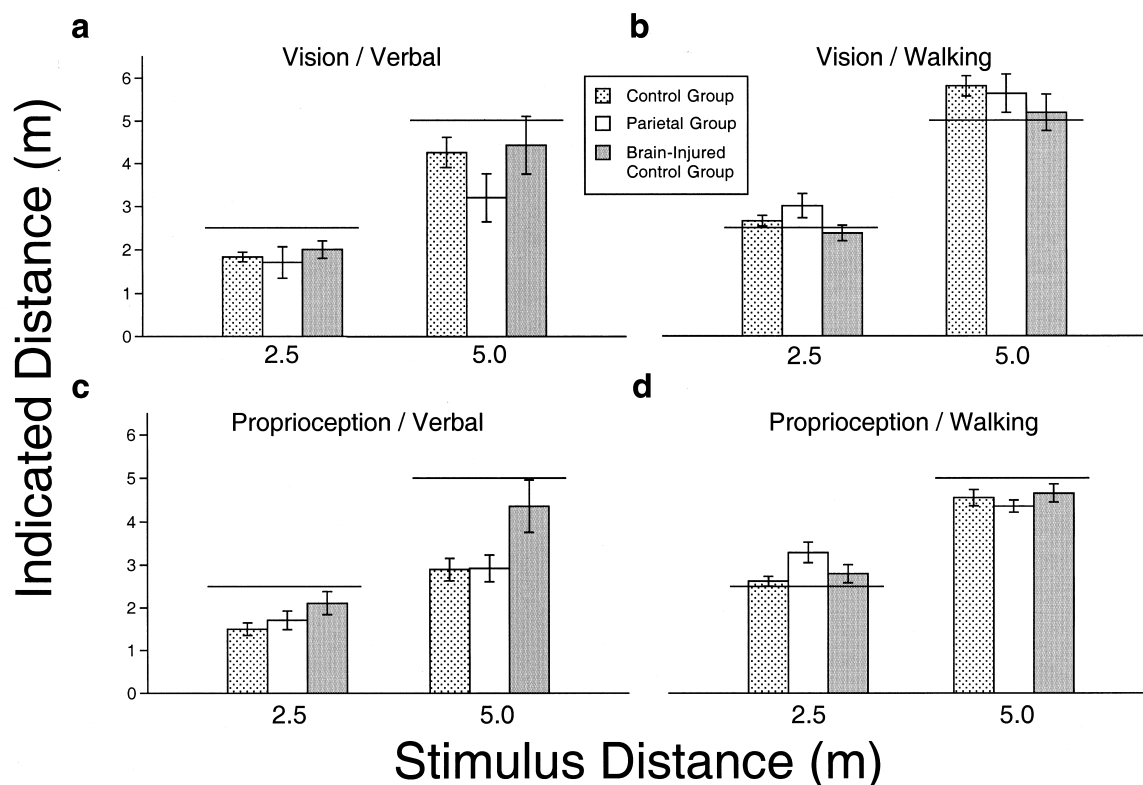 a
b
Vision / Verbal
Vision / Walking
Control Group
Parietal Group
Brain-Injured
Control Group
6
5
4
3
2
1
0
2.5
5.0
2.5
5.0
c
d
Proprioception / Verbal
Proprioception / Walking
6
5
4
3
2
1
0
2.5
5.0
2.5
5.0
Indicated Distance (m)
Stimulus Distance (m)